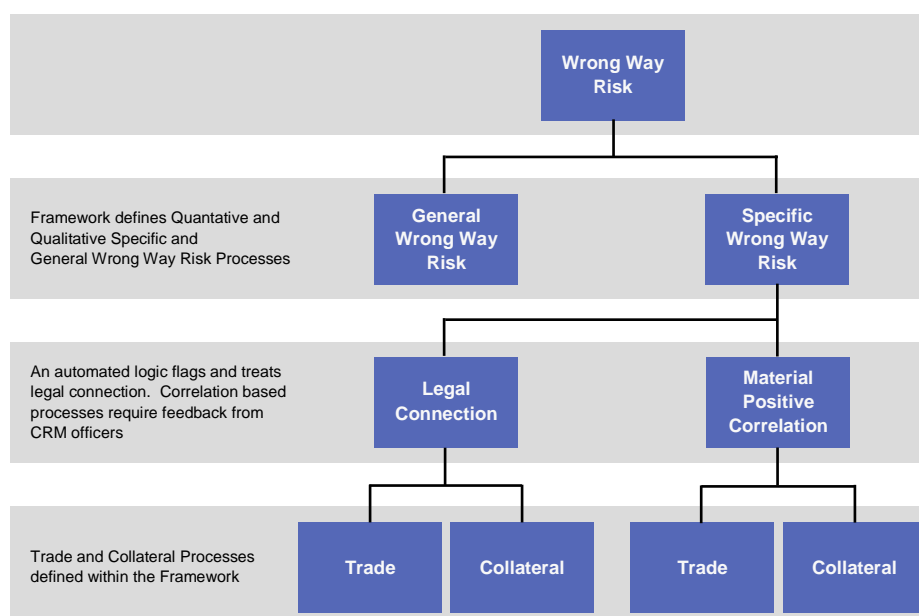 Wrong Way
Risk
Framework defines Quantative and
Qualitative Specific and
General Wrong Way Risk Processes
General
Wrong Way
Risk
Specific
Wrong Way
Risk
An automated logic flags and treats
legal connection.  Correlation based
processes require feedback from
CRM officers
Legal
Connection
Material
Positive
Correlation
Trade and Collateral Processes
defined within the Framework
Trade
Collateral
Trade
Collateral